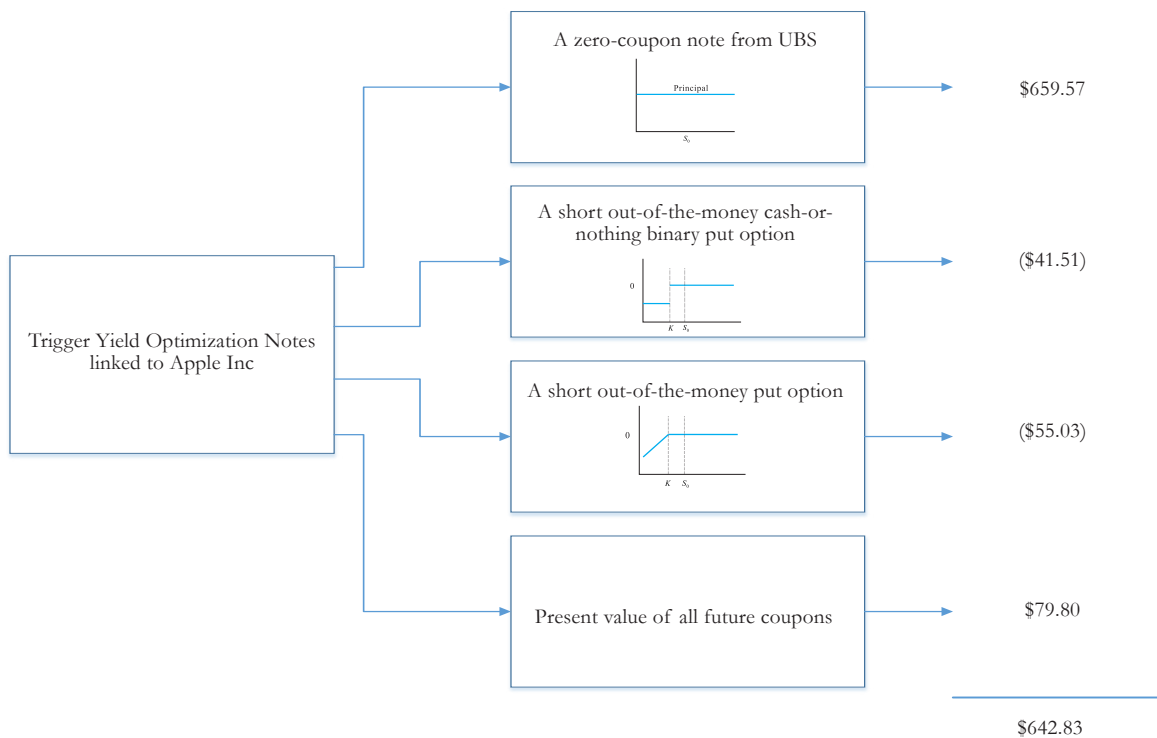 A zero-coupon note from UBS
Principal
S0
$659.57
A short out-of-the-money cash-or-
nothing binary put option
0
K S0
($41.51)
Trigger Yield Optimization Notes
linked to Apple Inc
A short out-of-the-money put option
0
K S0
($55.03)
Present value of all future coupons
$79.80
$642.83